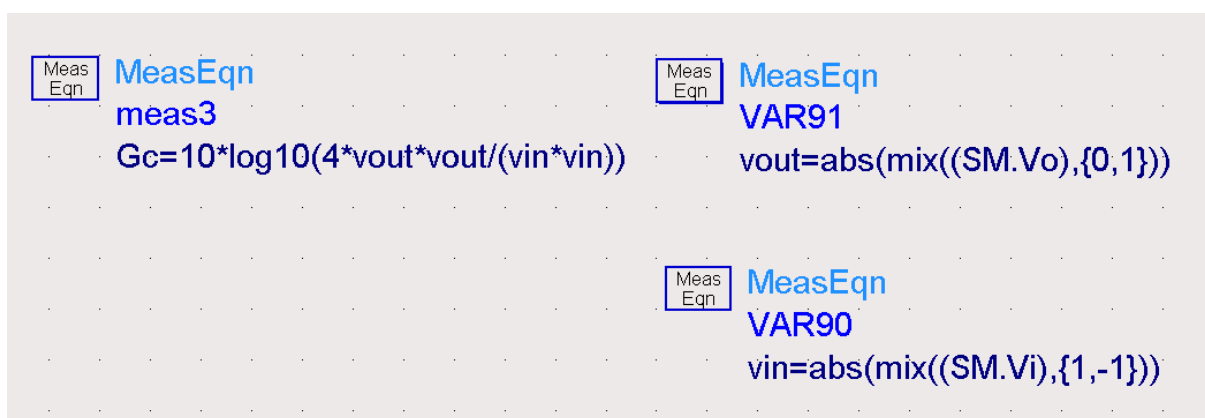 Meas
Eqn
MeasEqn
meas3
Gc=10*log10(4*vout*vout/(vin*vin))
Meas
Eqn
MeasEqn
VAR91
vout=abs(mix((SM.Vo),{0,1}))
Meas
Eqn
MeasEqn
VAR90
vin=abs(mix((SM.Vi),{1,-1}))